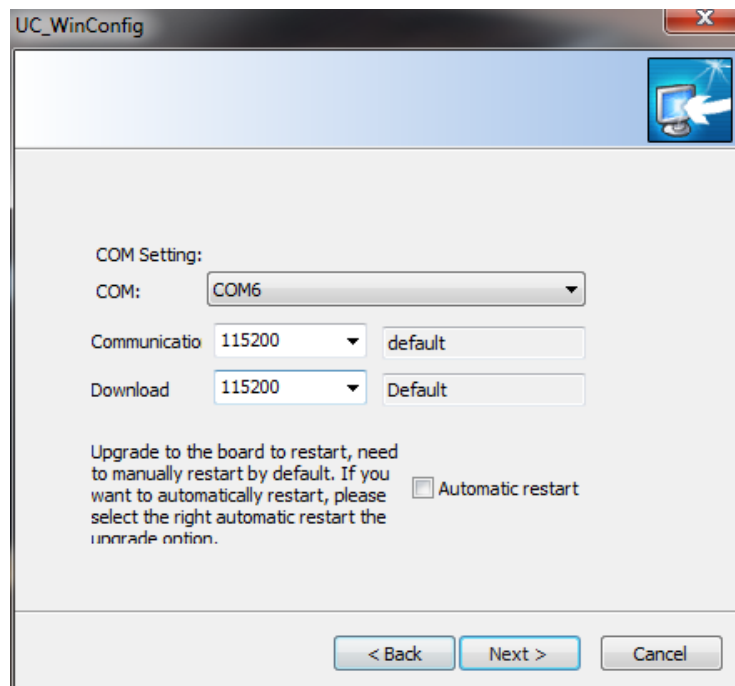 UC_WinConfig
COM Setting:
COM: COM6
Communicatio 115200 default
Download 115200 Default
Upgrade to the board to restart, need
to manually restart by default. If you
want to automatically restart, please
select the right automatic restart the
upgrade option.
Automatic restart
< Back Next > Cancel